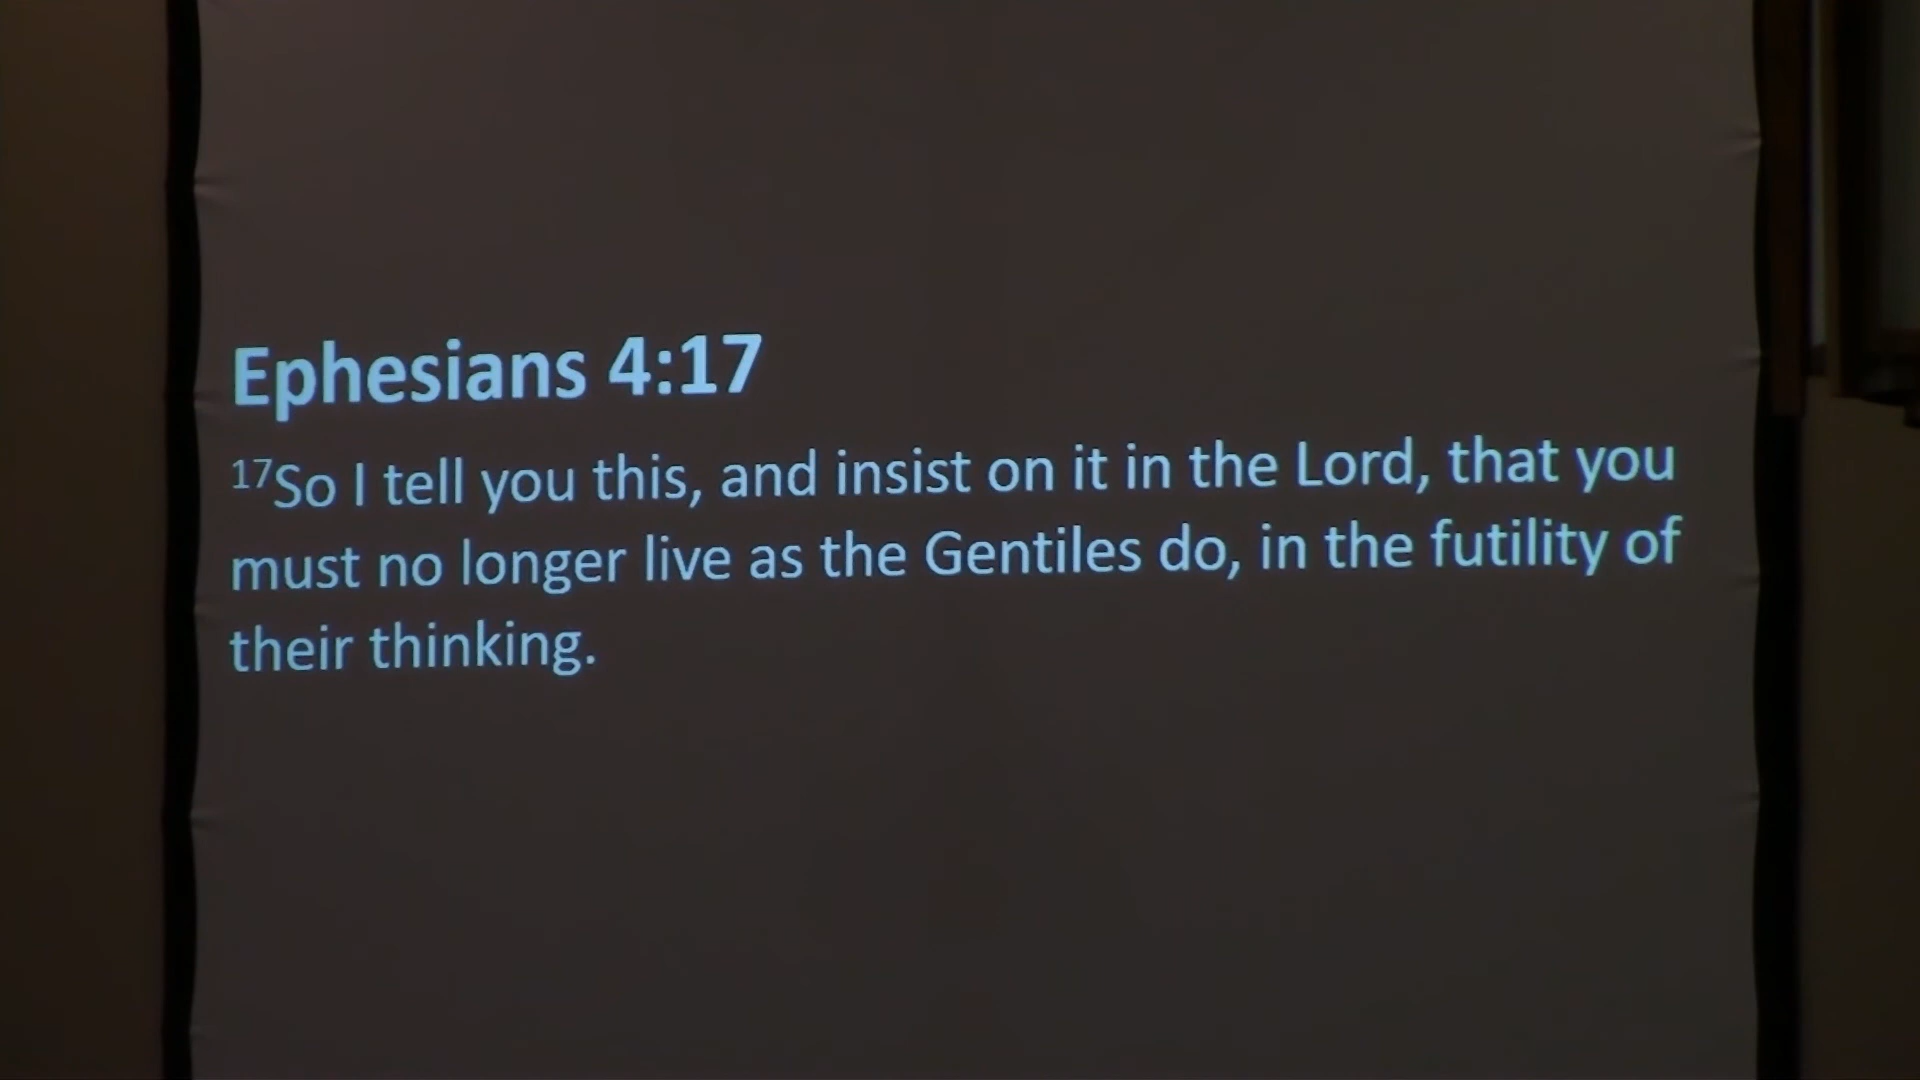 Ephesians 4:17
17So I tell you this, and insist on it in the Lord, that you
must no longer live as the Gentiles do, in the futility of
their thinking.